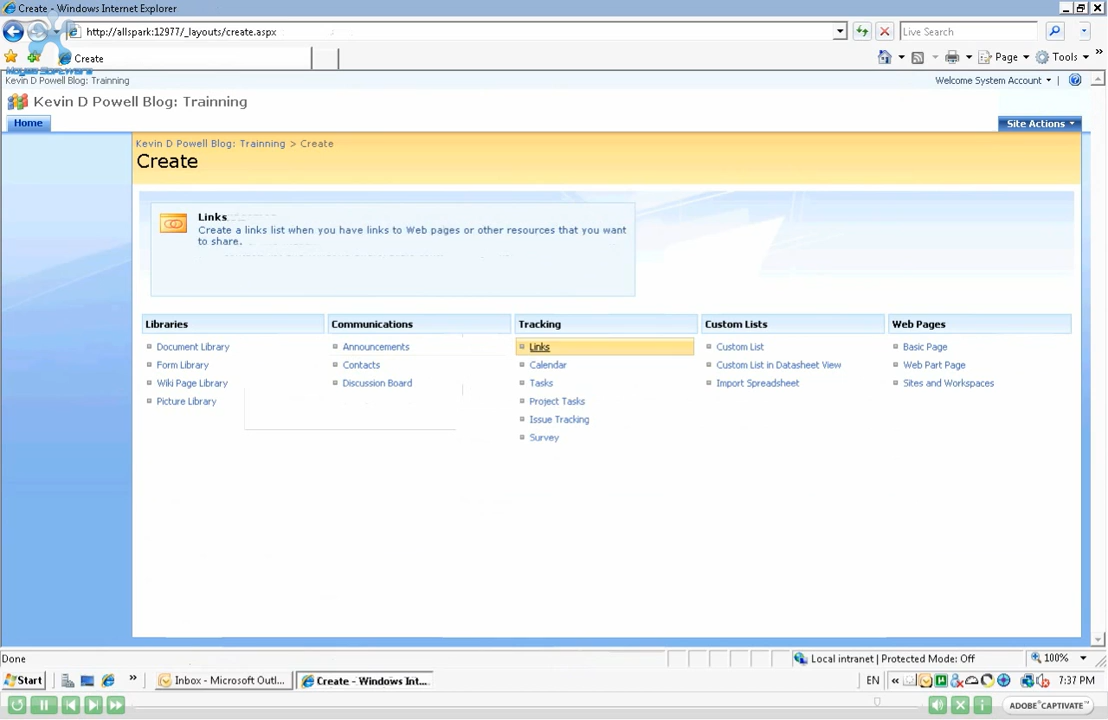 Create - Windows Internet Explorer
http://allspark:12977/_layouts/create.aspx
Live Search
Create
Page
Tools
Kevin D Powell Blog: Trainning
Welcome System Account
Kevin D Powell Blog: Trainning
Home
Site Actions
Kevin D Powell Blog: Trainning > Create
Create
Links
Create a links list when you have links to Web pages or other resources that you want
to share.
Libraries
Document Library
Form Library
Wiki Page Library
Picture Library
Communications
Announcements
Contacts
Discussion Board
Tracking
Links
Calendar
Tasks
Project Tasks
Issue Tracking
Survey
Custom Lists
Custom List
Custom List in Datasheet View
Import Spreadsheet
Web Pages
Basic Page
Web Part Page
Sites and Workspaces
Done
Local intranet | Protected Mode: Off
100%
Start
Inbox - Microsoft Outl...
Create - Windows Int...
EN
7:37 PM
ADOBE CAPTIVATE™